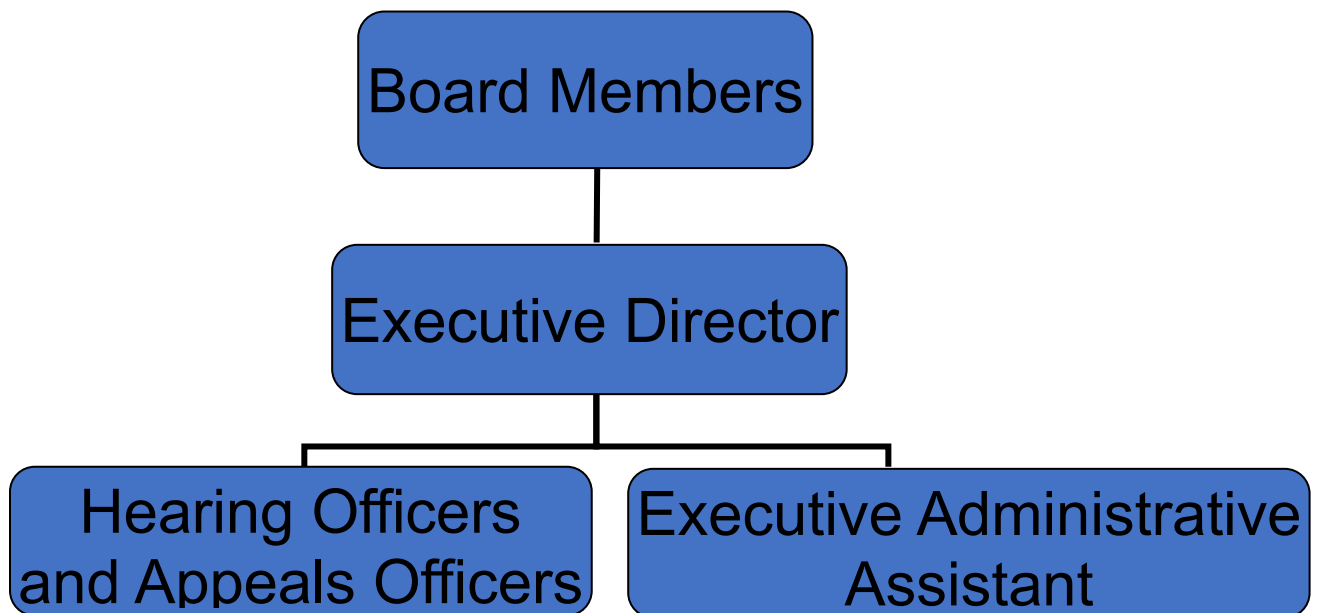 Board Members
Executive Director
Hearing Officers
and Appeals Officers
Executive Administrative
Assistant